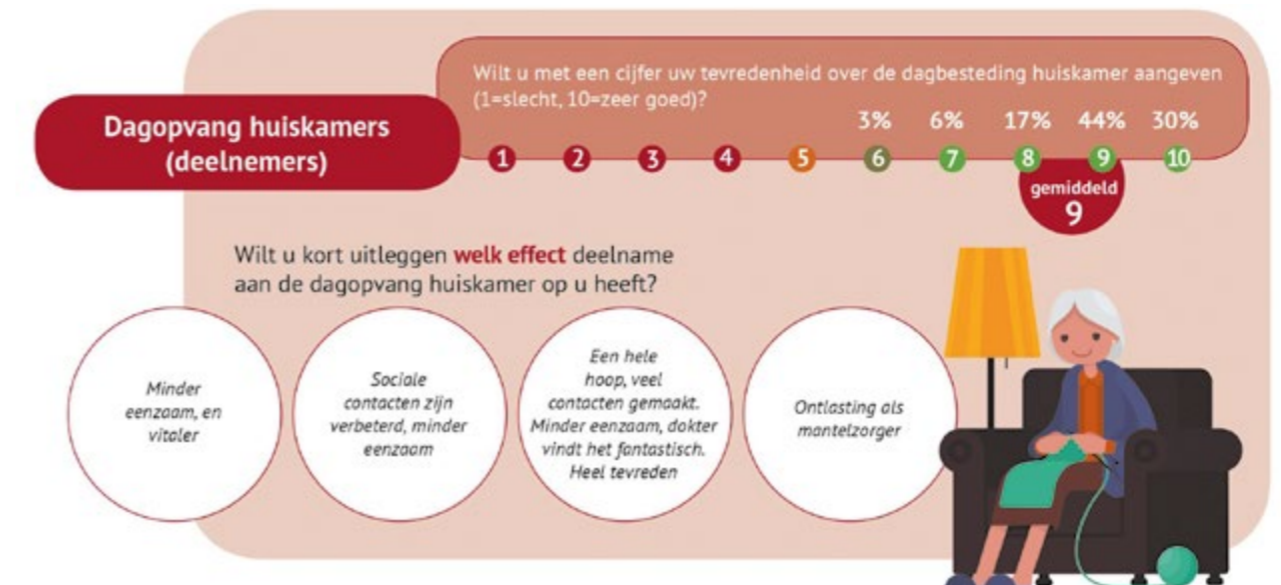 Dagopvang huiskamers
(deelnemers)
Wilt u met een cijfer uw tevredenheid over de dagbesteding huiskamer aangeven
(1=slecht, 10=zeer goed)?
3% 6% 17% 44% 30%
1 2 3 4 5 6 7 8 9 10
gemiddeld
9
Wilt u kort uitleggen welk effect deelname
aan de dagopvang huiskamer op u heeft?
Minder
eenzaam, en
vitaler
Sociale
contacten zijn
verbeterd, minder
eenzaam
Een hele
hoop, veel
contacten gemaakt.
Minder eenzaam, dokter
vindt het fantastisch.
Heel tevreden
Ontlasting als
mantelzorger